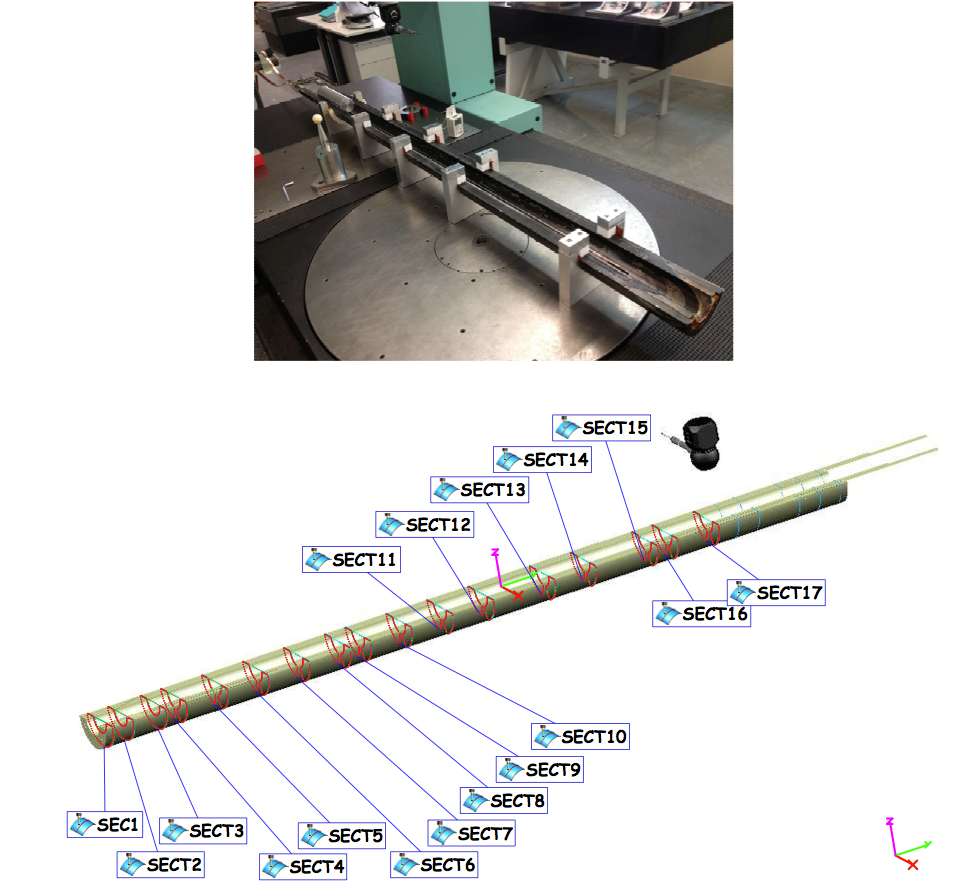 SECT15
SECT14
SECT13
SECT12
SECT11
Z
X
SECT17
SECT16
SECT10
SECT9
SECT8
SEC1
SECT3
SECT5
SECT7
SECT2
SECT4
SECT6
Z
Y
X